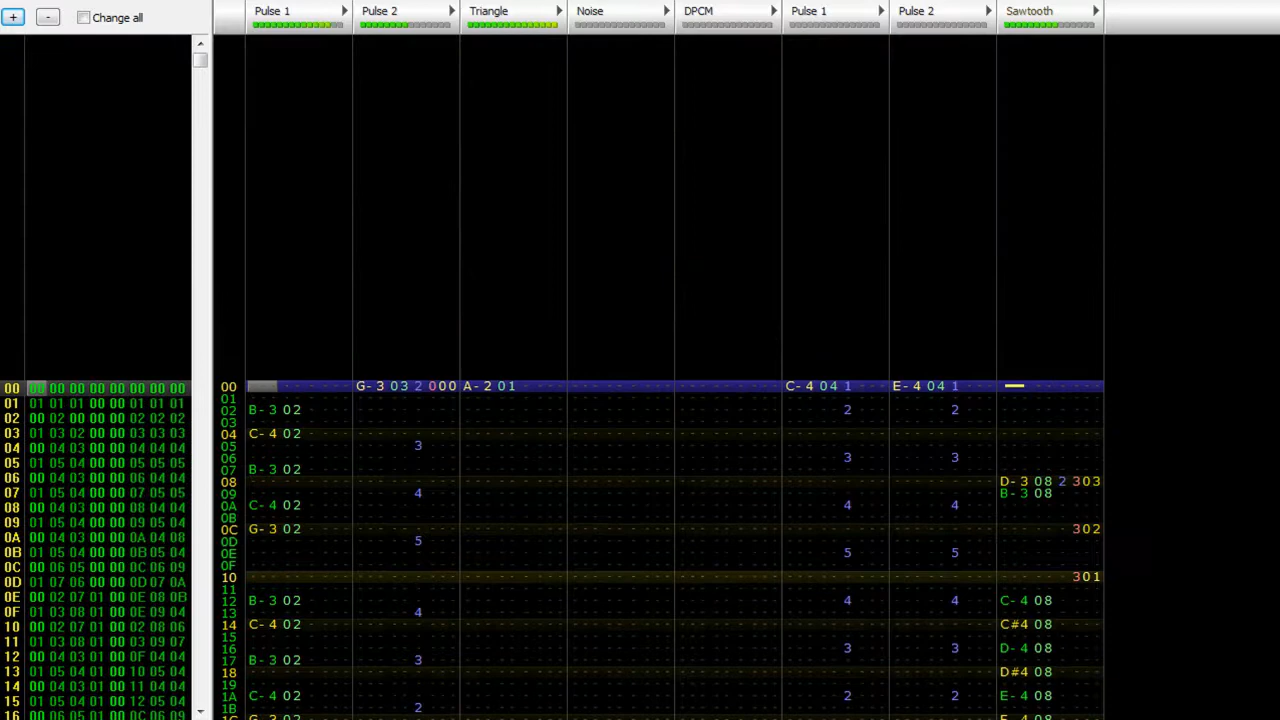 + - Change all Pulse 1 Pulse 2 Triangle Noise DPCM Pulse 1 Pulse 2 Sawtooth
00 00 00 00 00 00 00 00 00 00 G-3 03 2 000 A-2 01 C-4 04 1 E-4 04 1
01 01 01 01 00 00 01 01 01 01
02 00 02 02 00 00 02 02 02 02 B-3 02 2 2
03 01 03 02 00 00 03 03 03 03
04 00 04 03 00 00 04 04 04 04 C-4 02
05 01 05 04 00 00 05 05 05 05 3
06 00 04 03 00 00 06 04 04 06 3 3
07 01 05 04 00 00 07 05 05 07 B-3 02
08 00 04 03 00 00 08 04 04 08 D-3 08 2 303
09 01 05 04 00 00 09 05 04 09 4 B-3 08
0A 00 04 03 00 00 0A 04 08 0A C-4 02 4 4
0B 01 05 04 00 00 0B 05 04 0B
0C 00 06 05 00 00 0C 06 09 0C G-3 02 302
0D 01 07 06 00 00 0D 07 0A 0D 5
0E 00 02 07 01 00 0E 08 0B 0E 5 5
0F 01 03 08 01 00 0E 09 04 0F
10 00 02 07 01 00 02 08 06 10 301
11 01 03 08 01 00 03 09 07 11
12 00 04 03 01 00 0F 04 04 12 B-3 02 4 4 C-4 08
13 01 05 04 01 00 10 05 04 13 4
14 00 04 03 01 00 11 04 04 14 C-4 02 C#4 08
15 01 05 04 01 00 12 05 04 15
16 00 06 05 01 00 0C 06 09 16 3 3 D-4 08
17 B-3 02 3
18 D#4 08
19
1A C-4 02 2 2 E-4 08
1B 2
1C G-3 02 F-4 08